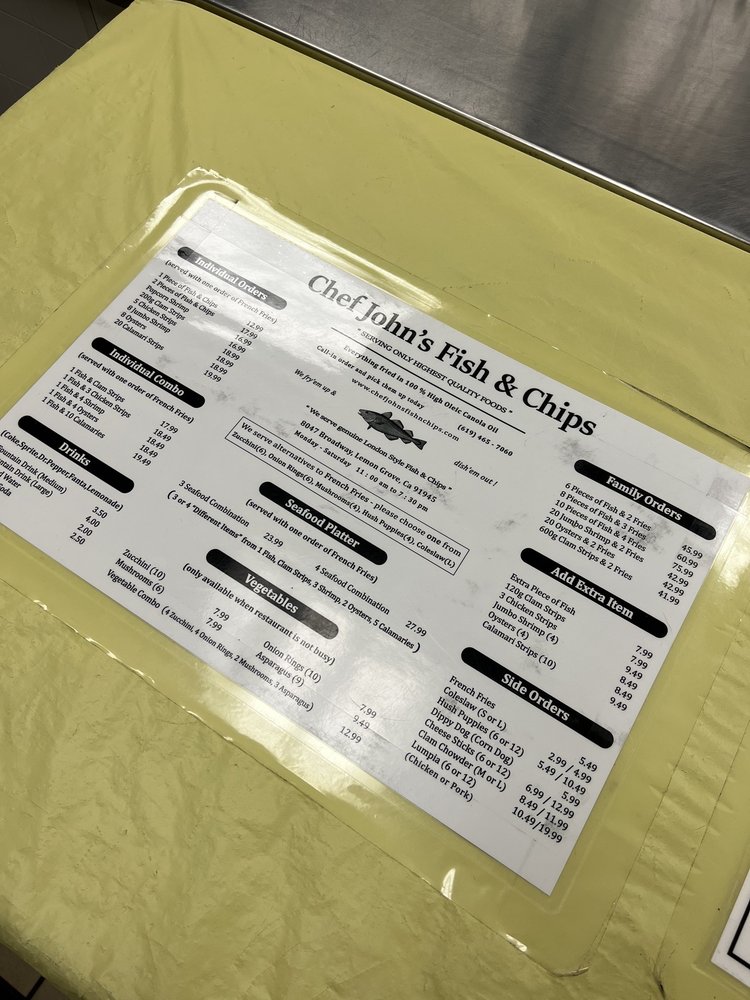 Chef John's Fish & Chips
" SERVING ONLY HIGHEST QUALITY FOODS "
Everything fried in 100 % High Oleic Canola Oil
Call-in order and pick them up today (619) 465 - 7060
www.chefjohnsfishnchips.com
We fry'em up & dish'em out !
" We serve genuine London Style Fish & Chips "
8047 Broadway, Lemon Grove, Ca 91945
Monday - Saturday 11 : 00 am to 7 : 30 pm
We serve alternatives to French Fries - please choose one from
Zucchini(6), Onion Rings(6), Mushrooms(4), Hush Puppies(4), Coleslaw(L)
Individual Orders
(served with one order of French Fries)
1 Piece of Fish & Chips 12.99
2 Pieces of Fish & Chips 17.99
Popcorn Shrimp 16.99
200g Clam Strips 16.99
5 Chicken Strips 18.99
8 Jumbo Shrimp 18.99
8 Oysters 18.99
20 Calamari Strips 19.99
Individual Combo
(served with one order of French Fries)
1 Fish & Clam Strips 17.99
1 Fish & 3 Chicken Strips 18.49
1 Fish & 4 Shrimp 18.49
1 Fish & 4 Oysters 18.49
1 Fish & 10 Calamaries 19.49
Drinks
(Coke,Sprite,Dr.Pepper,Fanta,Lemonade)
Fountain Drink (Medium) 3.50
Drink (Large) 4.00
Water 2.00
Soda 2.50
Seafood Platter
(served with one order of French Fries)
3 Seafood Combination 23.99
4 Seafood Combination 27.99
(3 or 4 "Different Items" from 1 Fish, Clam Strips, 3 Shrimp, 2 Oysters, 5 Calamaries )
Vegetables
(only available when restaurant is not busy)
Zucchini (10) 7.99
Mushrooms (6) 7.99
Onion Rings (10) 7.99
Asparagus (9) 9.49
Vegetable Combo (4 Zucchini, 4 Onion Rings, 2 Mushrooms, 3 Asparagus) 12.99
Family Orders
6 Pieces of Fish & 2 Fries 45.99
8 Pieces of Fish & 3 Fries 60.99
10 Pieces of Fish & 4 Fries 75.99
20 Jumbo Shrimp & 2 Fries 42.99
20 Oysters & 2 Fries 42.99
600g Clam Strips & 2 Fries 41.99
Add Extra Item
Extra Piece of Fish 7.99
120g Clam Strips 7.99
3 Chicken Strips 9.49
Jumbo Shrimp (4) 8.49
Oysters (4) 8.49
Calamari Strips (10) 9.49
Side Orders
French Fries 5.49
Coleslaw (S or L) 2.99 / 4.99
Hush Puppies (6 or 12) 5.49 / 10.49
Dippy Dog (Corn Dog) 5.99
Cheese Sticks (6 or 12) 6.99 / 12.99
Clam Chowder (M or L) 8.49 / 11.99
Lumpia (6 or 12) 10.49/19.99
(Chicken or Pork)